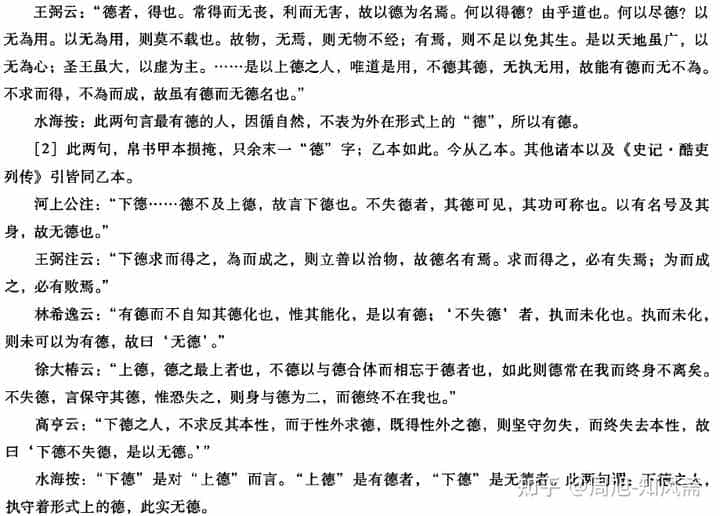 王弼云：“德者，得也。常得而无丧，利而无害，故以德为名焉。何以得德？由乎道也。何以尽德？以
无為用。以无為用，则莫不载也。故物，无焉，则无物不经；有焉，则不足以免其生。是以天地虽广，以
无為心；圣王虽大，以虚为主。……是以上德之人，唯道是用，不德其德，无执无用，故能有德而无不為。
不求而得，不為而成，故虽有德而无德名也。”
水海按：此两句言最有德的人，因循自然，不表为外在形式上的“德”，所以有德。
[2] 此两句，帛书甲本损掩，只余末一“德”字；乙本如此。今从乙本。其他诸本以及《史记·酷吏
列传》引皆同乙本。
河上公注：“下德……德不及上德，故言下德也。不失德者，其德可见，其功可称也。以有名号及其
身，故无德也。”
王弼注云：“下德求而得之，為而成之，则立善以治物，故德名有焉。求而得之，必有失焉；为而成
之，必有败焉。”
林希逸云：“有德而不自知其德化也，惟其能化，是以有德；‘不失德’者，执而未化也。执而未化，
则未可以为有德，故曰‘无德’。”
徐大椿云：“上德，德之最上者也，不德以与德合体而相忘于德者也，如此则德常在我而终身不离矣。
不失德，言保守其德，惟恐失之，则身与德为二，而德终不在我也。”
高亨云：“下德之人，不求反其本性，而于性外求德，既得性外之德，则坚守勿失，而终失去本性，故
曰‘下德不失德，是以无德。’”
水海按：“下德”是对“上德”而言。“上德”是有德者，“下德”是无德者。此两句谓：下德之人，
执守着形式上的德，此实无德。
知乎 @周厄-知风斋